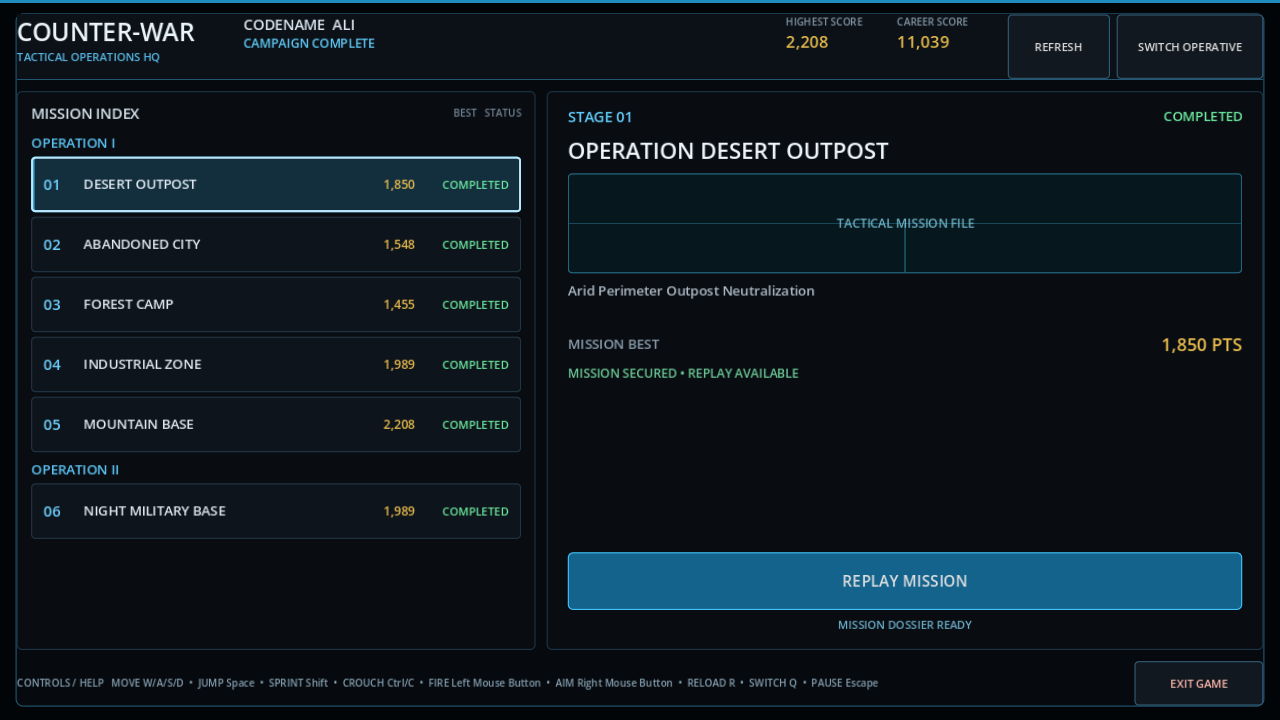 COUNTER-WAR
TACTICAL OPERATIONS HQ
CODENAME ALI
CAMPAIGN COMPLETE
HIGHEST SCORE
2,208
CAREER SCORE
11,039
REFRESH
SWITCH OPERATIVE
MISSION INDEX
BEST STATUS
OPERATION I
01 DESERT OUTPOST 1,850 COMPLETED
02 ABANDONED CITY 1,548 COMPLETED
03 FOREST CAMP 1,455 COMPLETED
04 INDUSTRIAL ZONE 1,989 COMPLETED
05 MOUNTAIN BASE 2,208 COMPLETED
OPERATION II
06 NIGHT MILITARY BASE 1,989 COMPLETED
STAGE 01
COMPLETED
OPERATION DESERT OUTPOST
TACTICAL MISSION FILE
Arid Perimeter Outpost Neutralization
MISSION BEST 1,850 PTS
MISSION SECURED • REPLAY AVAILABLE
REPLAY MISSION
MISSION DOSSIER READY
CONTROLS / HELP MOVE W/A/S/D • JUMP Space • SPRINT Shift • CROUCH Ctrl/C • FIRE Left Mouse Button • AIM Right Mouse Button • RELOAD R • SWITCH Q • PAUSE Escape
EXIT GAME